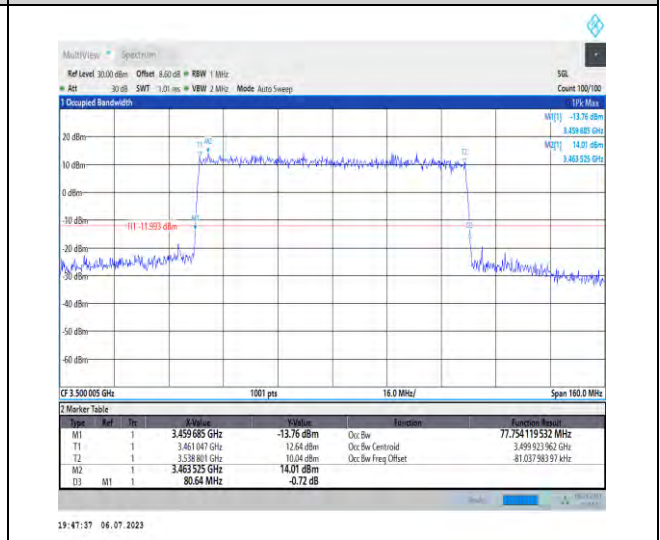 MultiView Spectrum
Ref Level 30.00 dBm Offset 8.60 dB RBW 1 MHz SGL
Att 30 dB SWT 1.01 ms VBW 2 MHz Mode Auto Sweep Count 100/100
1 Occupied Bandwidth 1Pk Max
M1[1] -13.76 dBm
3.459 685 GHz
M2[1] 14.01 dBm
3.463 525 GHz
20 dBm
T1 M2 T2
10 dBm
0 dBm
-10 dBm
H1 -11.993 dBm M1 D3
-20 dBm
-30 dBm
-40 dBm
-50 dBm
-60 dBm
CF 3.500 005 GHz 1001 pts 16.0 MHz/ Span 160.0 MHz
2 Marker Table
Type Ref Trc X-Value Y-Value Function Function Result
M1 1 3.459 685 GHz -13.76 dBm Occ Bw 77.754 119 532 MHz
T1 1 3.461 047 GHz 12.64 dBm Occ Bw Centroid 3.499 923 962 GHz
T2 1 3.538 801 GHz 10.04 dBm Occ Bw Freq Offset -81.037 983 97 kHz
M2 1 3.463 525 GHz 14.01 dBm
D3 M1 1 80.64 MHz -0.72 dB
19:47:37 06.07.2023